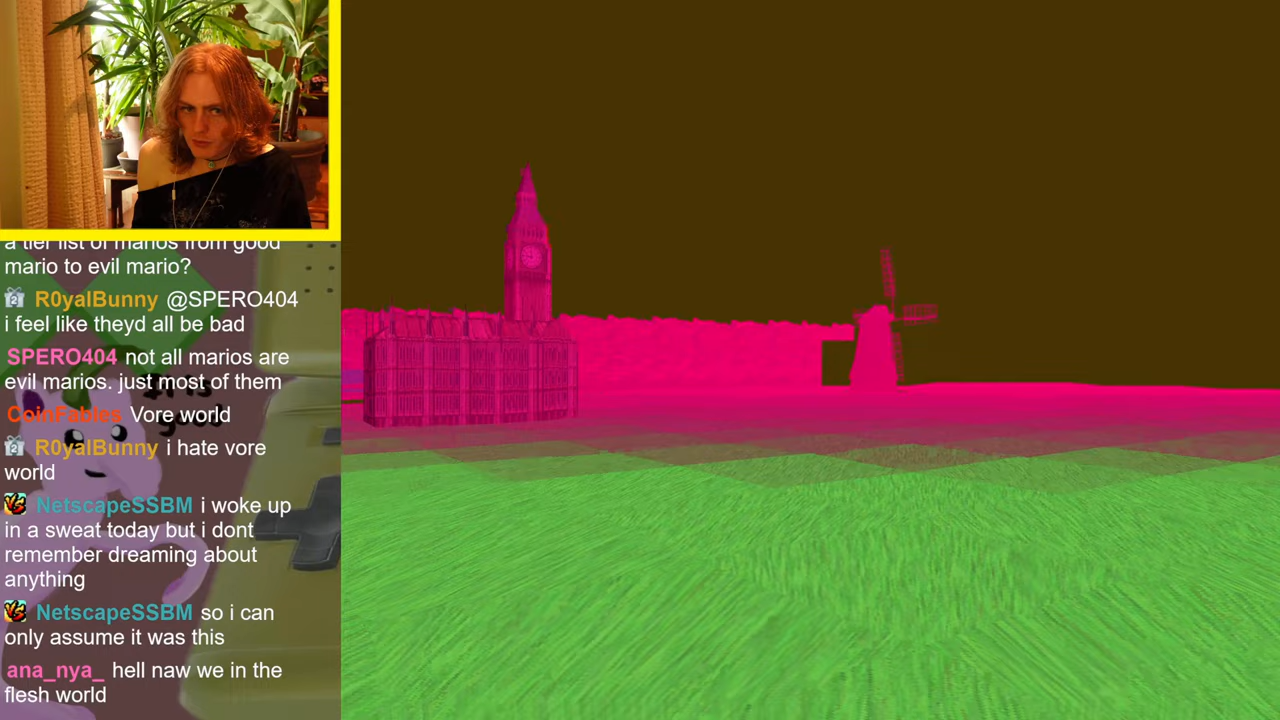 a tier list of marios from good
mario to evil mario?
R0yalBunny @SPERO404
i feel like theyd all be bad
SPERO404 not all marios are
evil marios. just most of them
CoinFables Vore world
R0yalBunny i hate vore
world
NetscapeSSBM i woke up
in a sweat today but i dont
remember dreaming about
anything
NetscapeSSBM so i can
only assume it was this
ana_nya_ hell naw we in the
flesh world